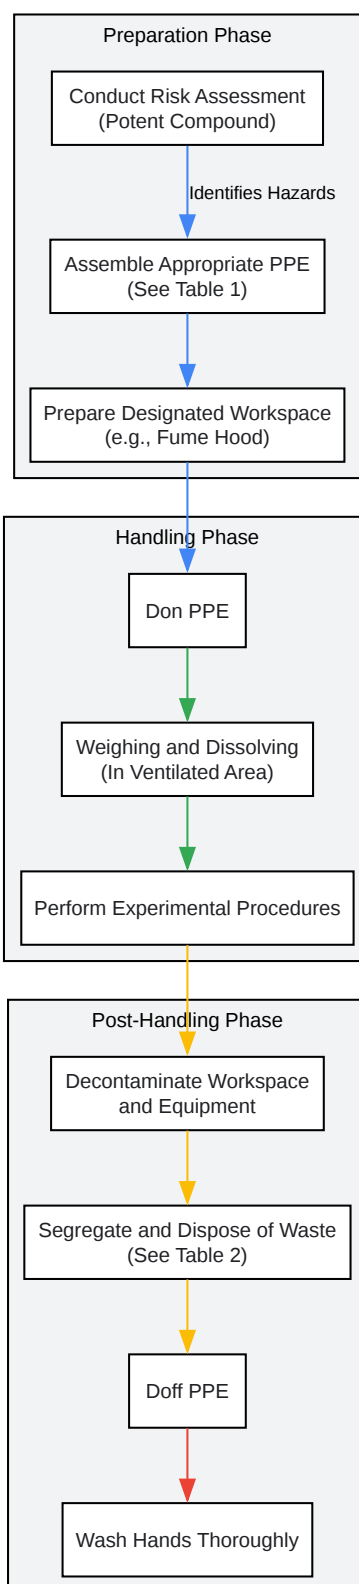 Preparation Phase
Conduct Risk Assessment
(Potent Compound)
Identifies Hazards
Assemble Appropriate PPE
(See Table 1)
Prepare Designated Workspace
(e.g., Fume Hood)
Handling Phase
Don PPE
Weighing and Dissolving
(In Ventilated Area)
Perform Experimental Procedures
Post-Handling Phase
Decontaminate Workspace
and Equipment
Segregate and Dispose of Waste
(See Table 2)
Doff PPE
Wash Hands Thoroughly